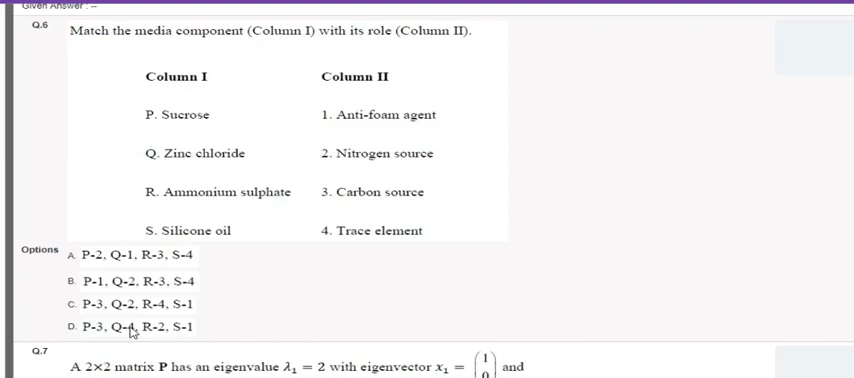 Given Answer : --
Q.6 Match the media component (Column I) with its role (Column II).
Column I Column II
P. Sucrose 1. Anti-foam agent
Q. Zinc chloride 2. Nitrogen source
R. Ammonium sulphate 3. Carbon source
S. Silicone oil 4. Trace element
Options A. P-2, Q-1, R-3, S-4
B. P-1, Q-2, R-3, S-4
C. P-3, Q-2, R-4, S-1
D. P-3, Q-4, R-2, S-1
Q.7
A 2×2 matrix P has an eigenvalue λ₁ = 2 with eigenvector x₁ = (1 0) and